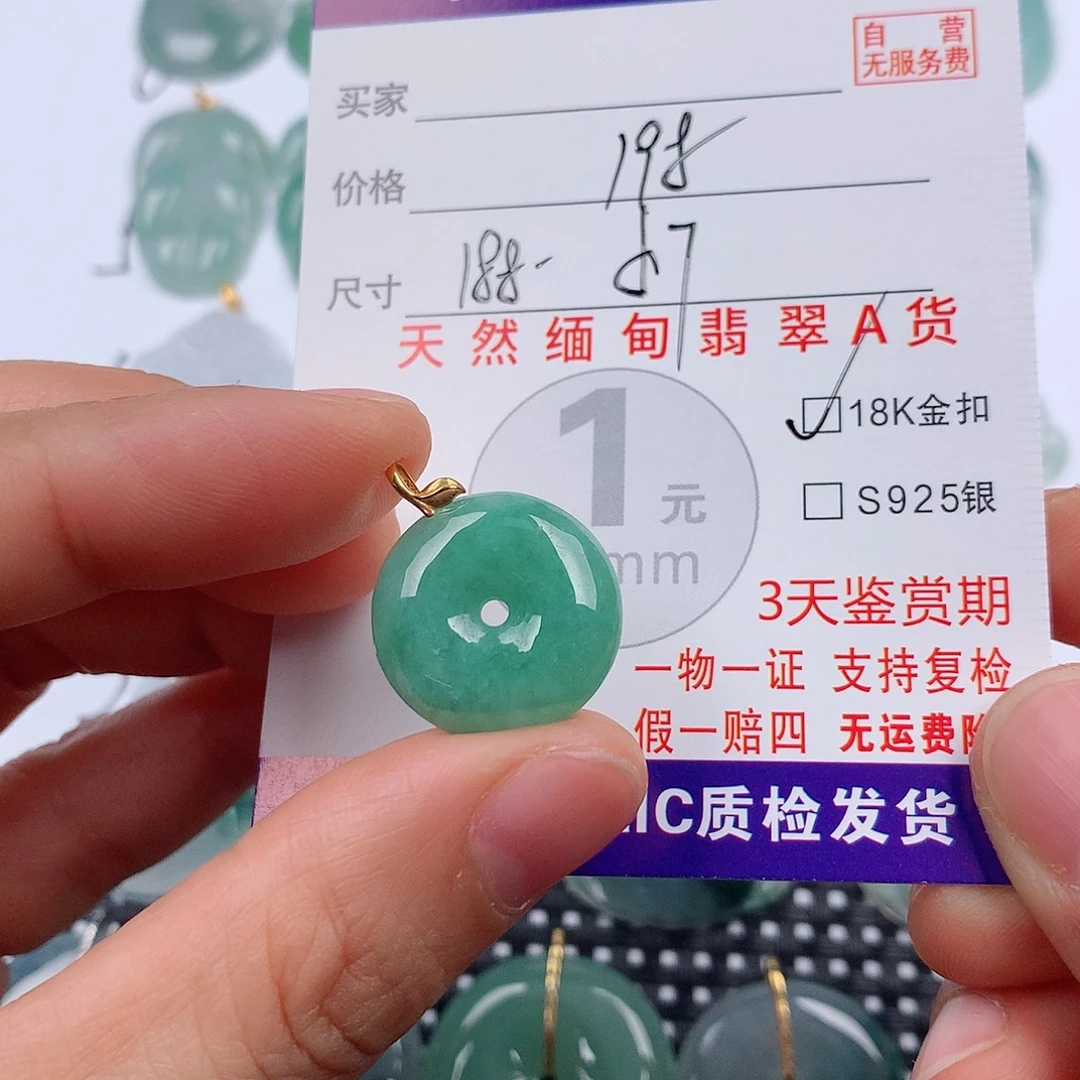 自 营
无服务费
买家
价格 198
尺寸 188-
天然缅甸翡翠A货
18K金扣
1元
S925银
mm
3天鉴赏期
一物一证 支持复检
假一赔四 无运费
IC质检发货